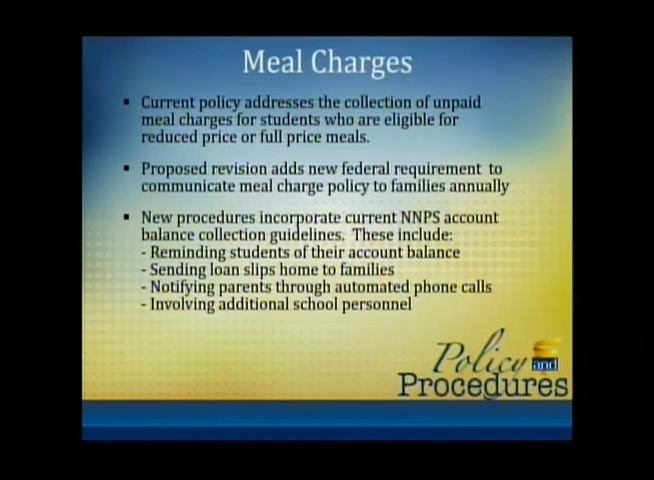 Meal Charges
▪ Current policy addresses the collection of unpaid
meal charges for students who are eligible for
reduced price or full price meals.
▪ Proposed revision adds new federal requirement to
communicate meal charge policy to families annually
▪ New procedures incorporate current NNPS account
balance collection guidelines. These include:
- Reminding students of their account balance
- Sending loan slips home to families
- Notifying parents through automated phone calls
- Involving additional school personnel
Policy and
Procedures